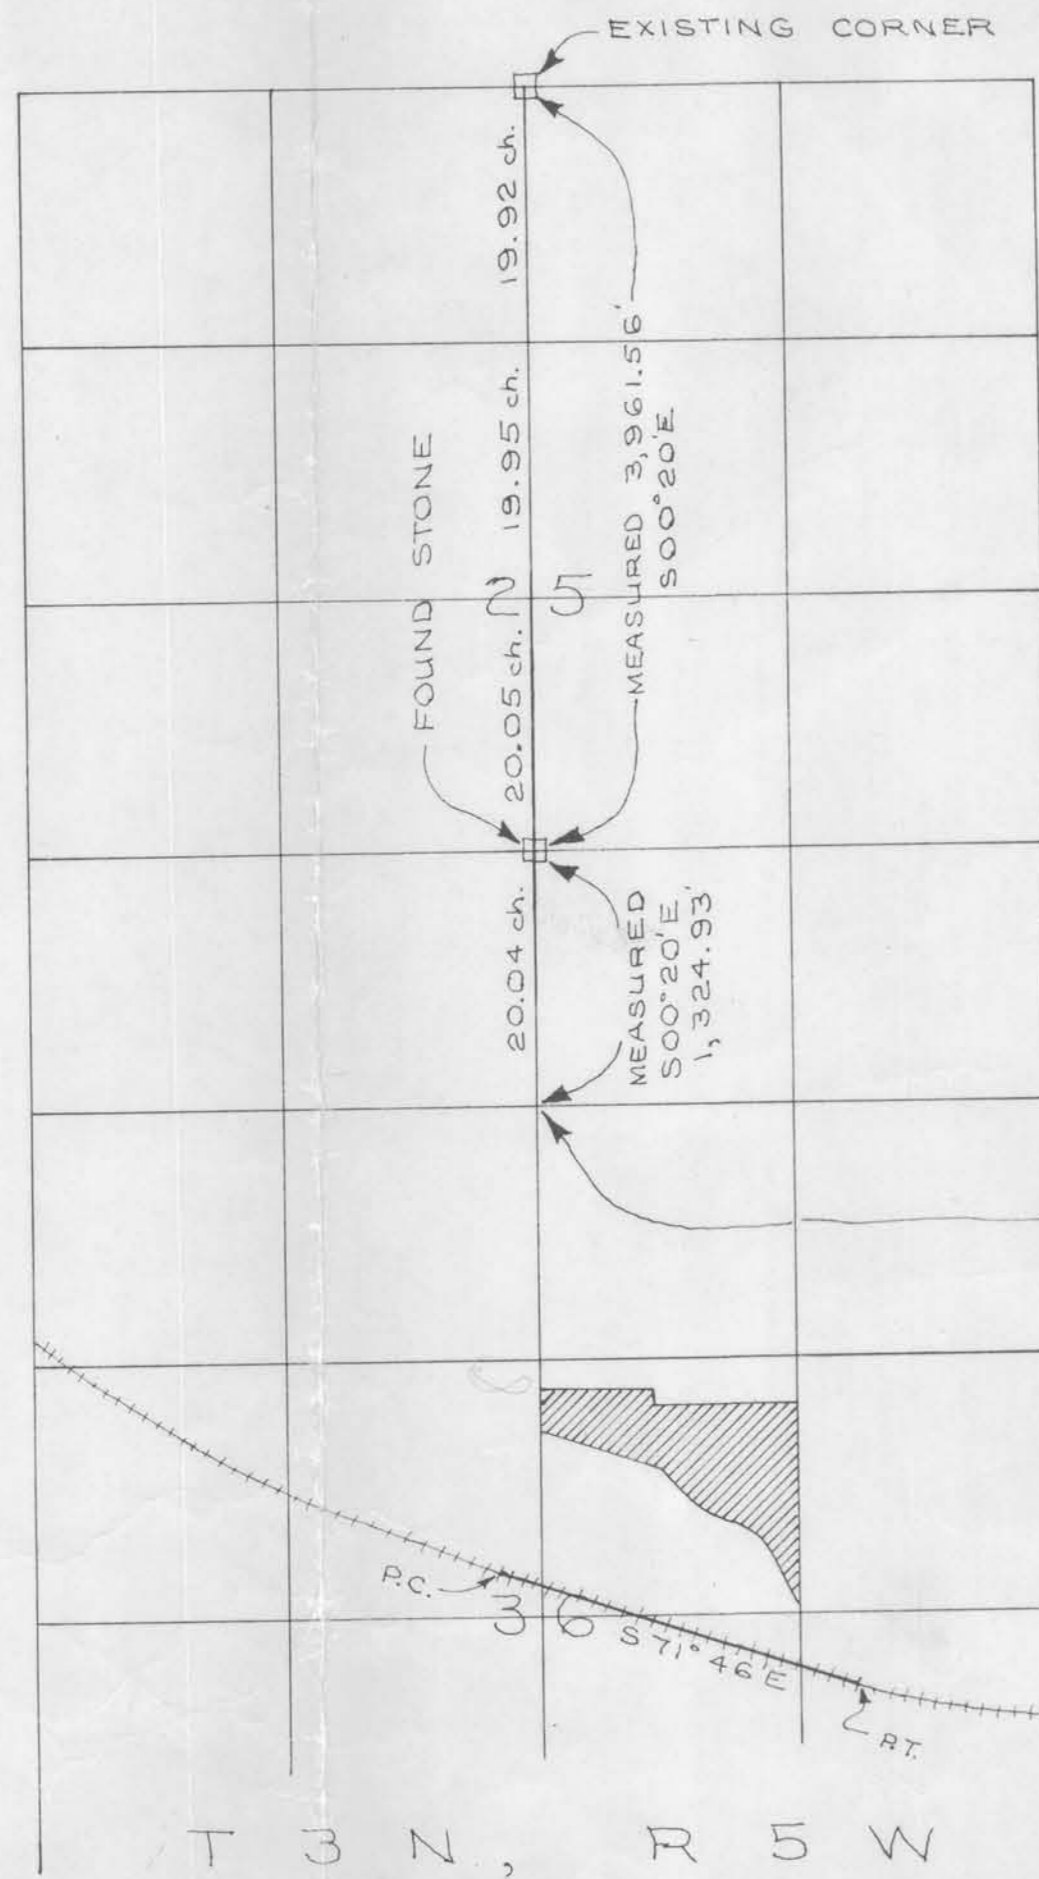 EXISTING CORNER
19.92 ch.
19.95 ch.
20.05 ch.
20.04 ch.
FOUND STONE
25
MEASURED 3,961.56'
S00°20'E
MEASURED
S00°20'E
1,324.93'
P.C.
36
S 71° 46' E
P.T.
T 3 N, R 5 W